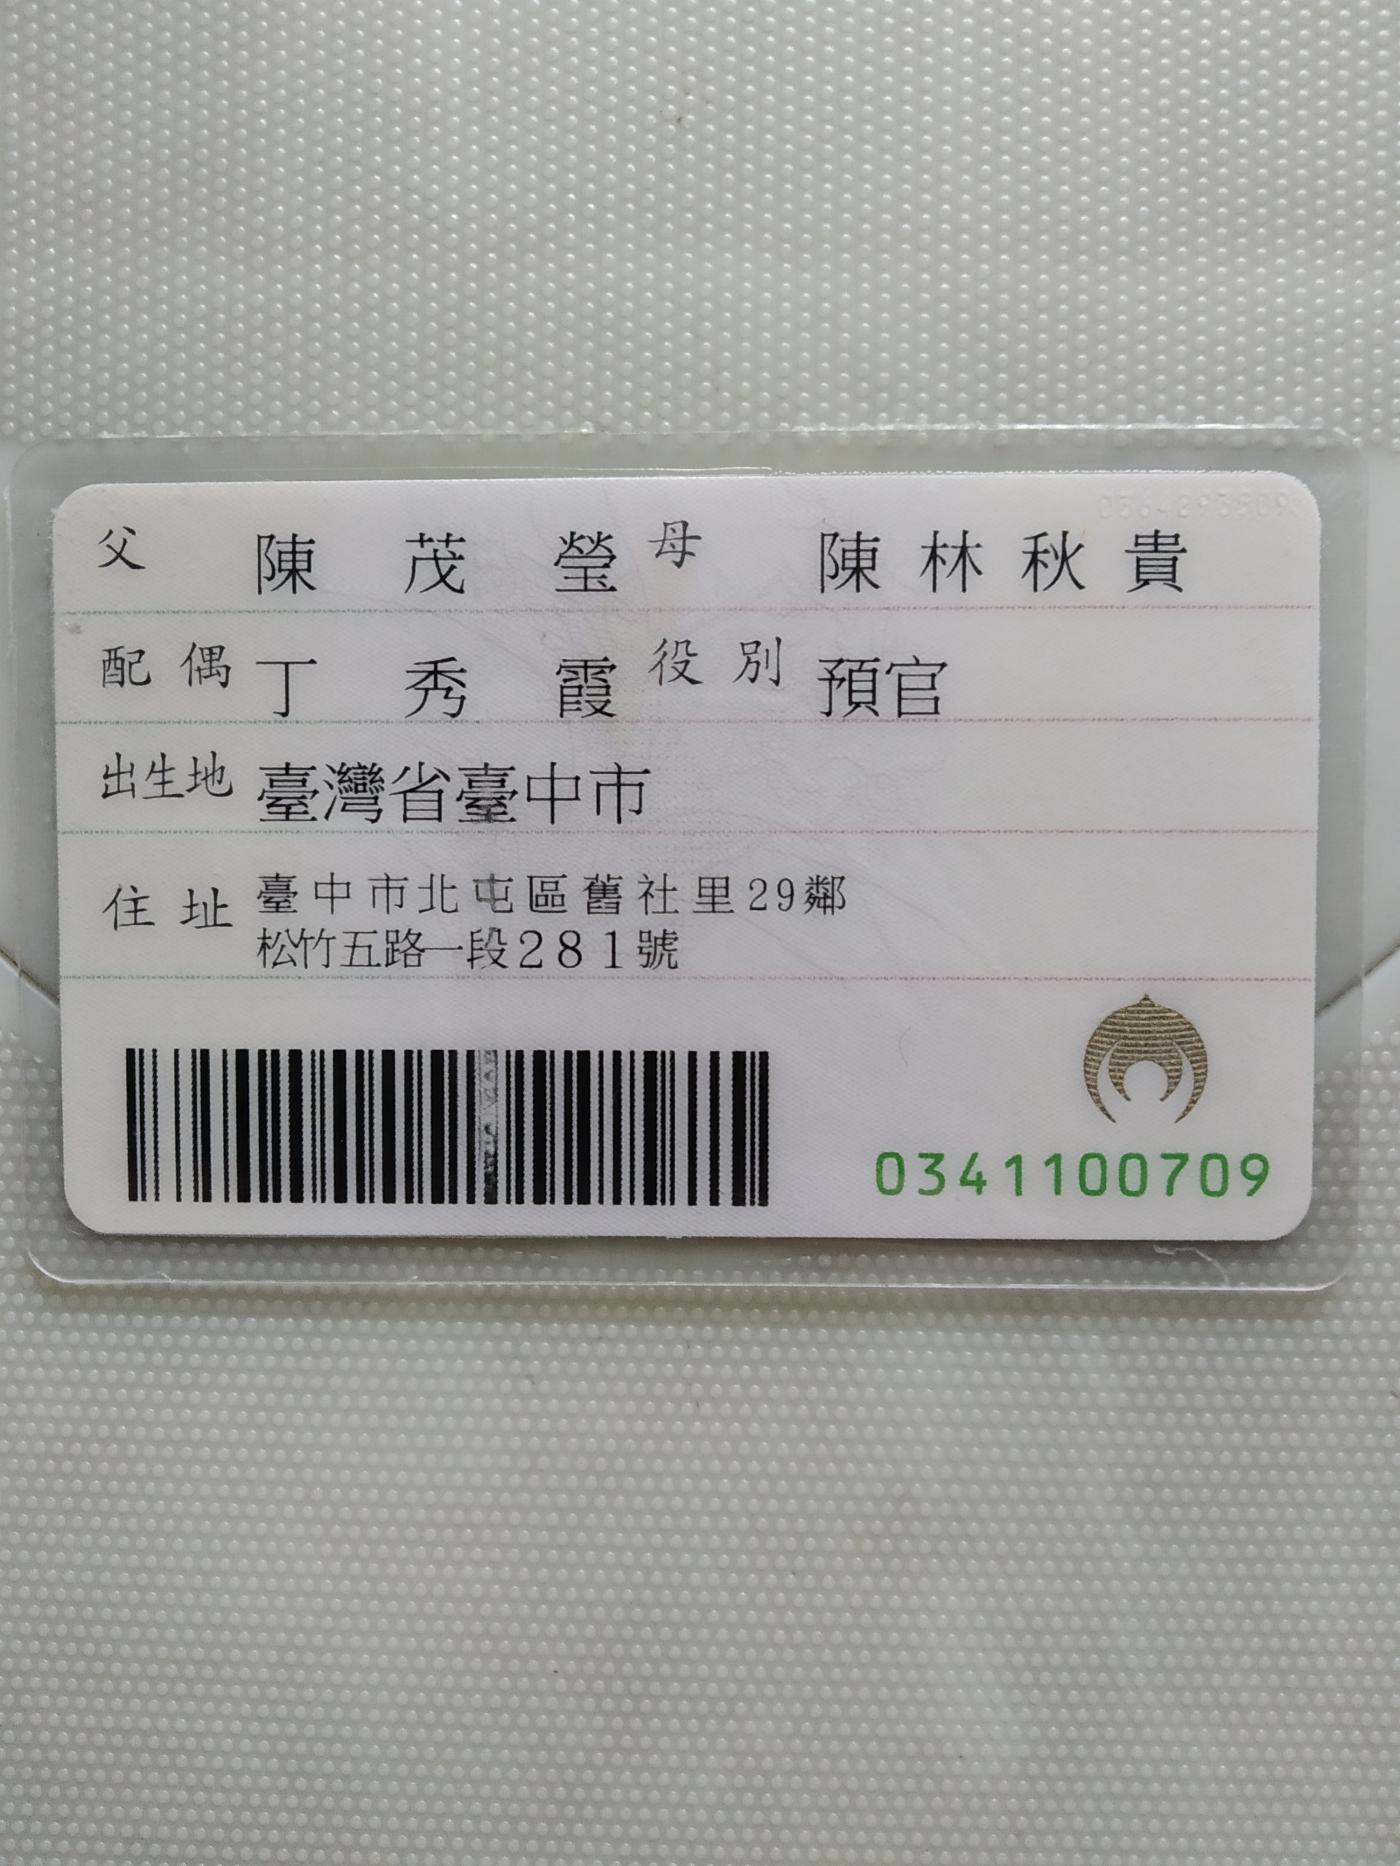 父 陳茂瑩 母 陳林秋貴
配偶 丁秀霞 役別 預官
出生地 臺灣省臺中市
住址 臺中市北屯區舊社里29鄰
松竹五路一段281號
0341100709